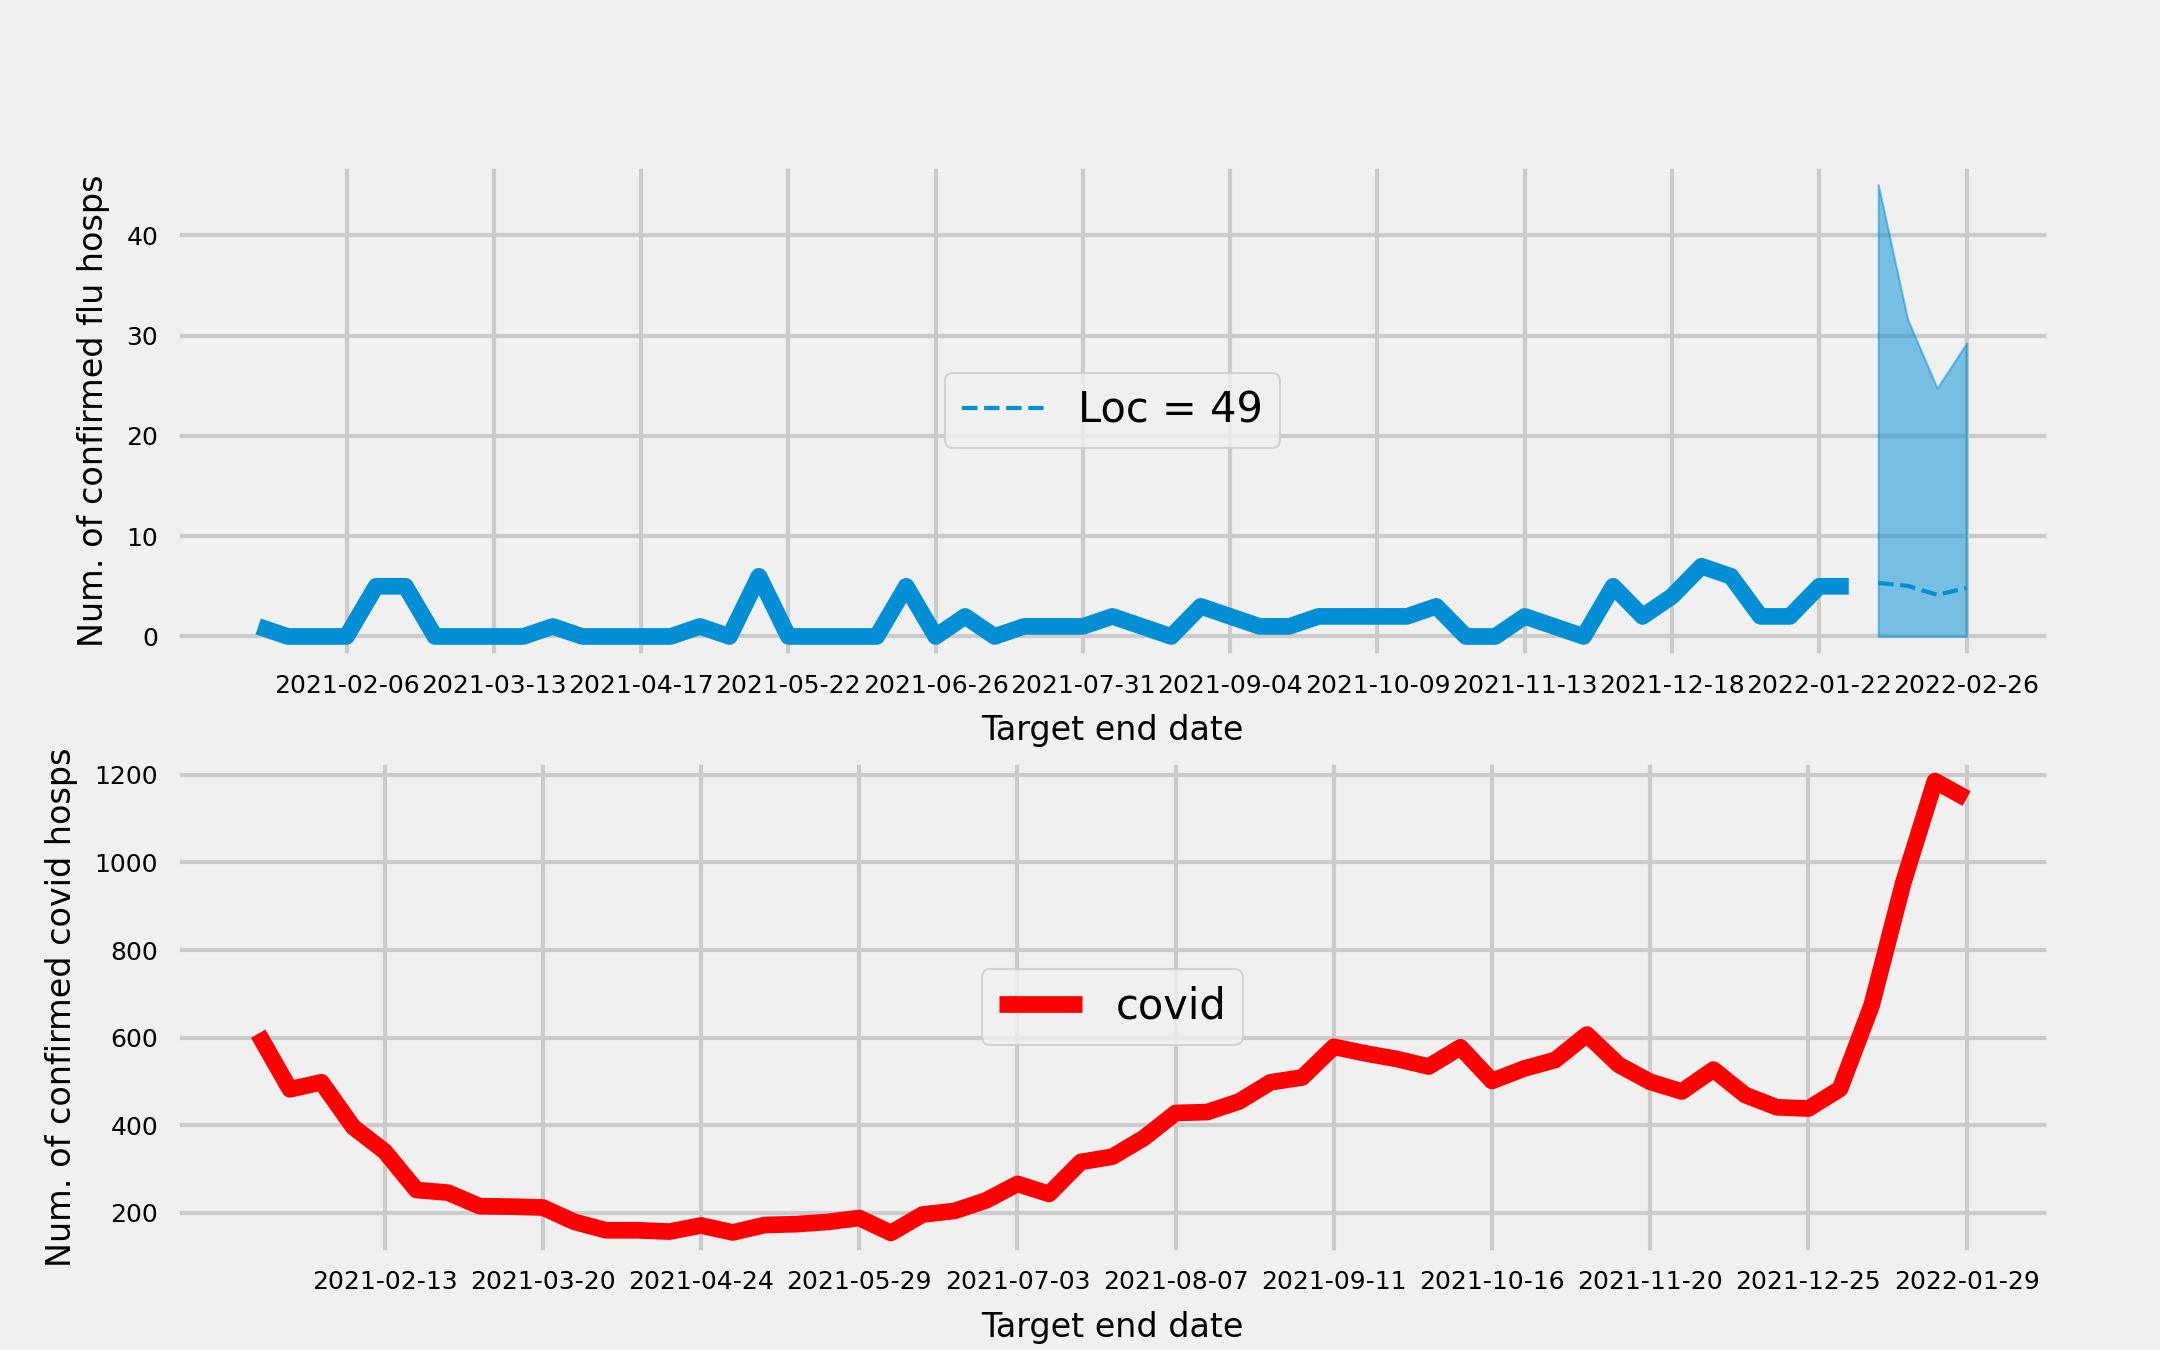 Num. of confirmed flu hosps
40
30
20
10
0
Loc = 49
2021-02-06 2021-03-13 2021-04-17 2021-05-22 2021-06-26 2021-07-31 2021-09-04 2021-10-09 2021-11-13 2021-12-18 2022-01-22 2022-02-26
Target end date
Num. of confirmed covid hosps
1200
1000
800
600
400
200
covid
2021-02-13 2021-03-20 2021-04-24 2021-05-29 2021-07-03 2021-08-07 2021-09-11 2021-10-16 2021-11-20 2021-12-25 2022-01-29
Target end date